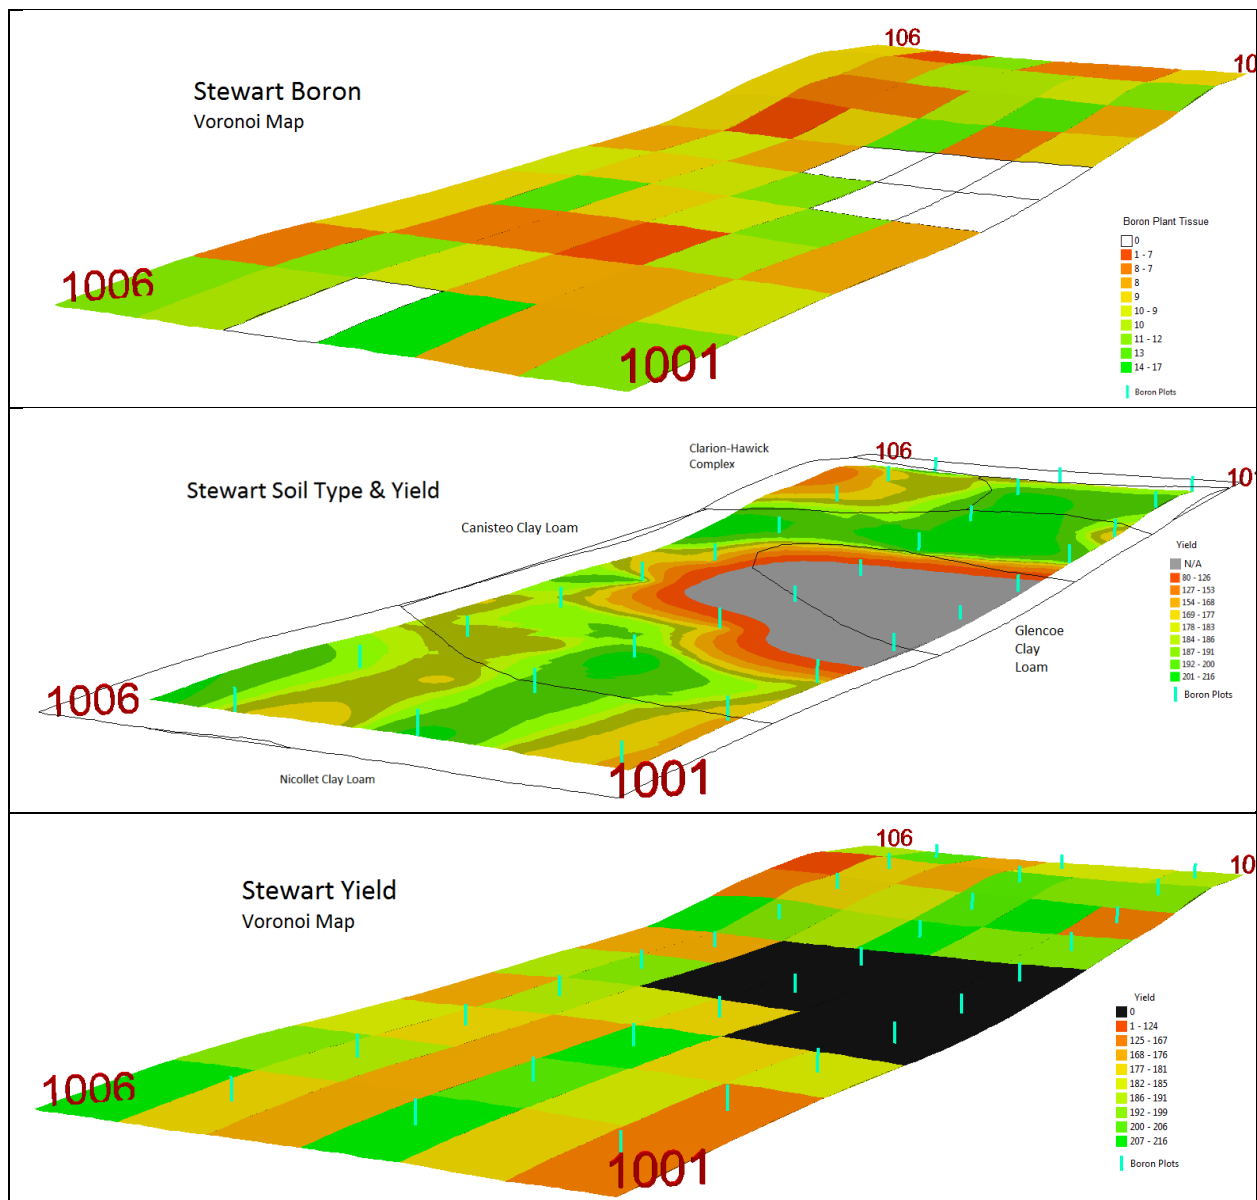 Stewart Boron
Voronoi Map
106
10
1006
1001
Boron Plant Tissue
0
1 - 7
8 - 7
8
9
10 - 9
10
11 - 12
13
14 - 17
Boron Plots
Stewart Soil Type & Yield
Clarion-Hawick
Complex
106
101
Canisteo Clay Loam
Glencoe
Clay
Loam
1006
1001
Nicollet Clay Loam
Yield
N/A
80 - 126
127 - 153
154 - 168
169 - 177
178 - 183
184 - 186
187 - 191
192 - 200
201 - 216
Boron Plots
Stewart Yield
Voronoi Map
106
10
1006
1001
Yield
0
1 - 124
125 - 167
168 - 176
177 - 181
182 - 185
186 - 191
192 - 199
200 - 206
207 - 216
Boron Plots